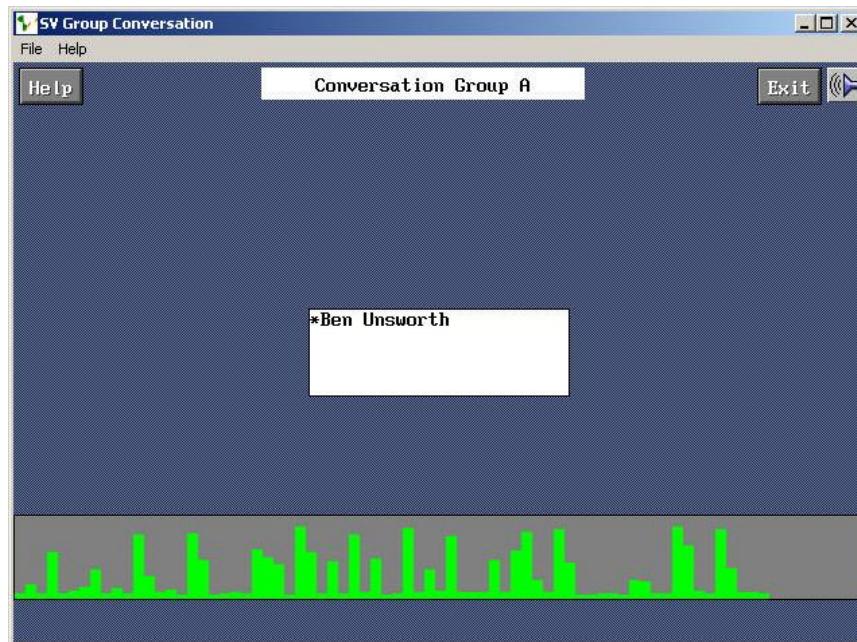 SV Group Conversation
File Help
Help Conversation Group A Exit
*Ben Unsworth